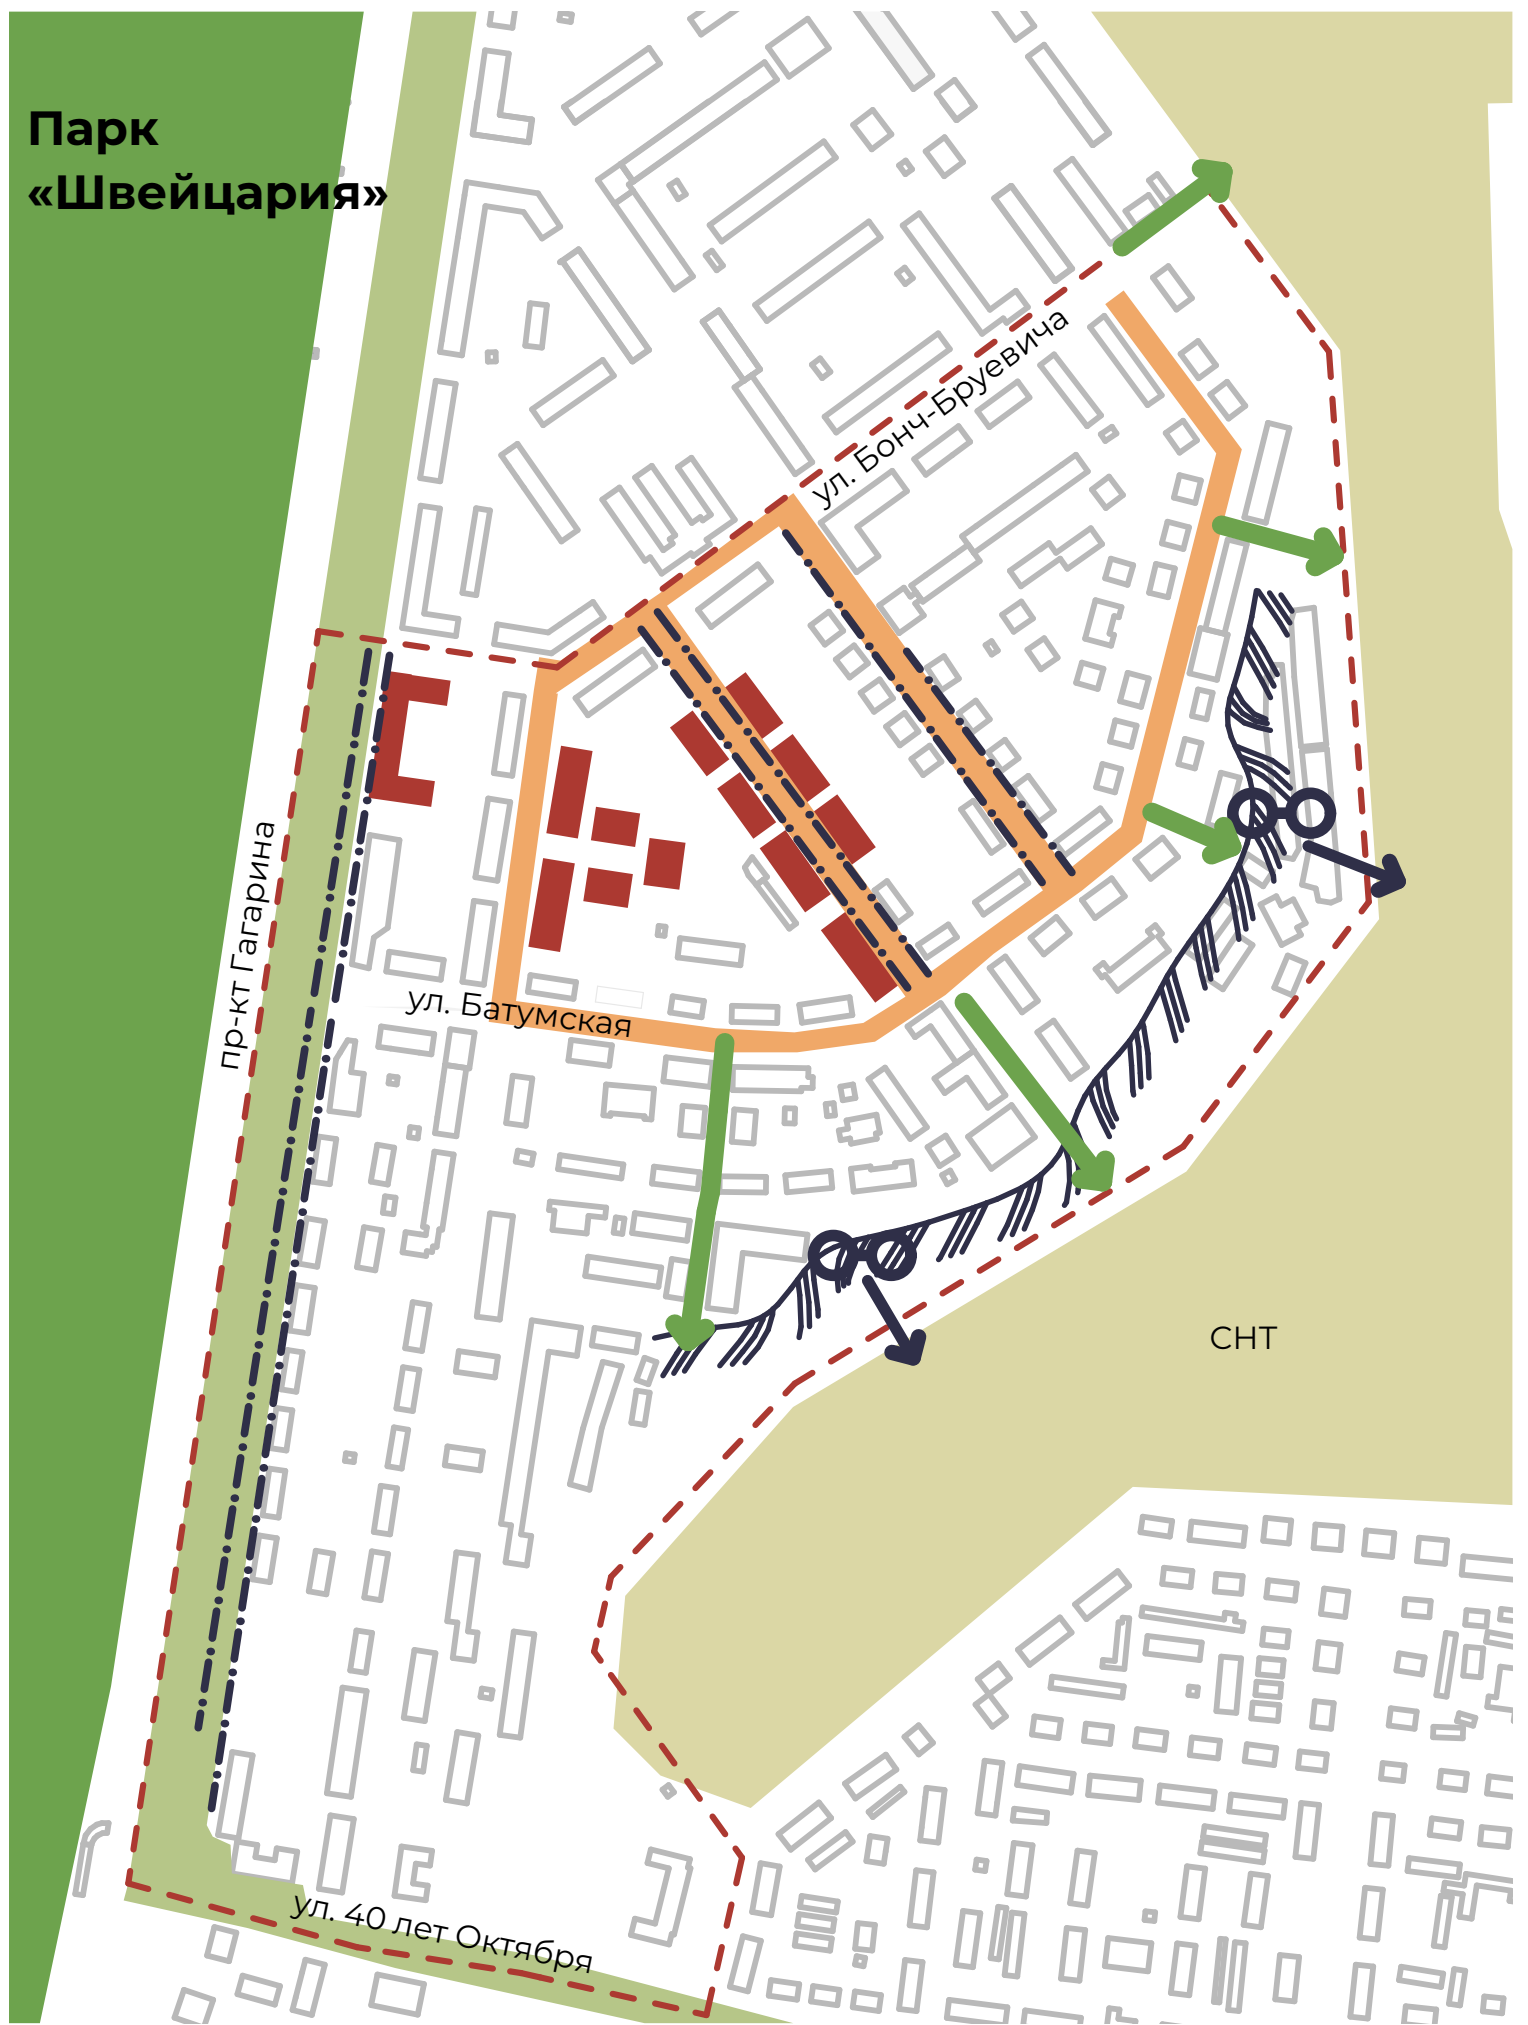 Парк
«Швейцария»
ул. Бонч-Бруевича
пр-кт Гагарина
ул. Батумская
СНТ
ул. 40 лет Октября